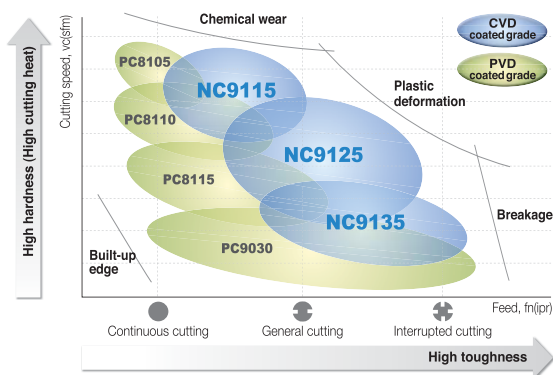 Chemical wear
CVD
coated grade
PVD
coated grade
Cutting speed, vc(sfm)
High hardness (High cutting heat)
PC8105
NC9115
Plastic
deformation
PC8110
NC9125
PC8115
NC9135
Breakage
PC9030
Built-up
edge
Feed, fn(ipr)
Continuous cutting
General cutting
Interrupted cutting
High toughness